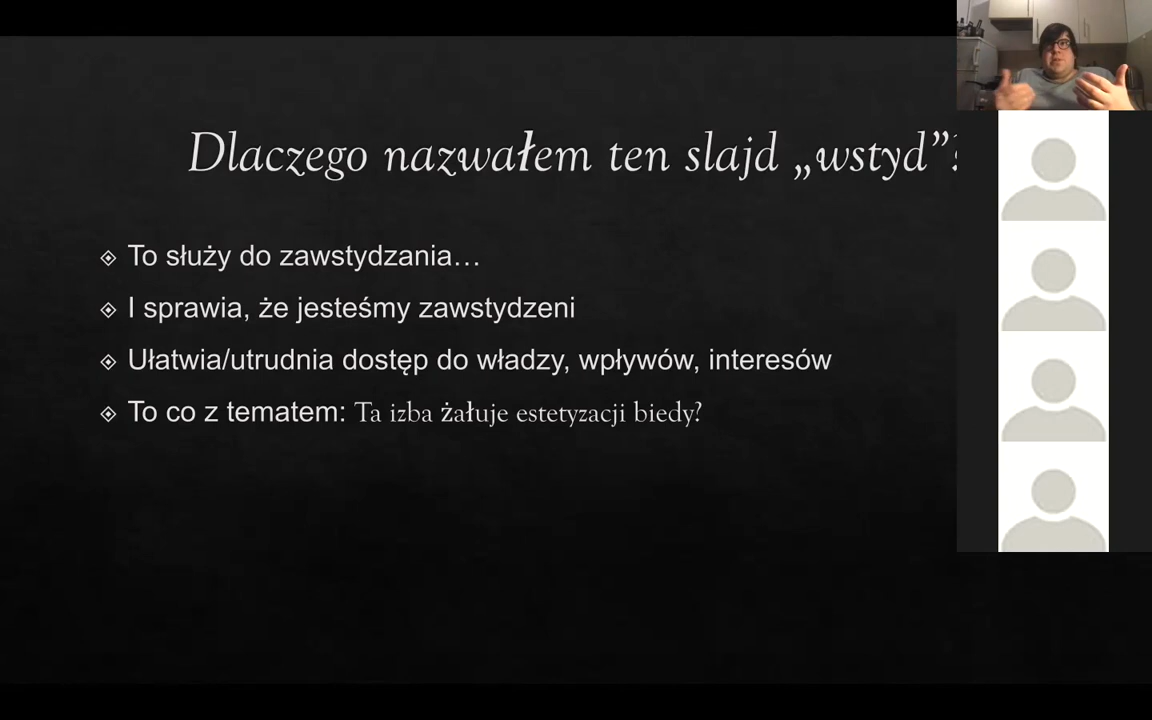 Dlaczego nazwałem ten slajd „wstyd”?
To służy do zawstydzania…
I sprawia, że jesteśmy zawstydzeni
Ułatwia/utrudnia dostęp do władzy, wpływów, interesów
To co z tematem: Ta izba żałuje estetyzacji biedy?